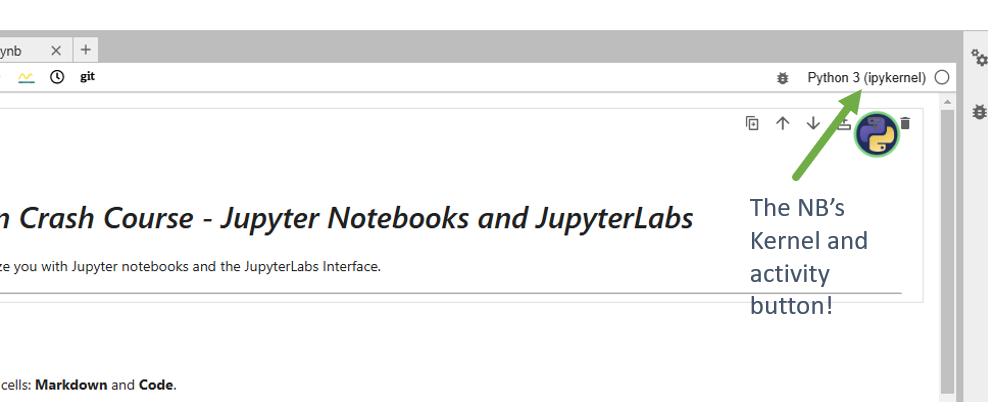 ynb
git
Python 3 (ipykernel)
n Crash Course - Jupyter Notebooks and JupyterLabs
ze you with Jupyter notebooks and the JupyterLabs Interface.
The NB’s
Kernel and
activity
button!
cells: Markdown and Code.